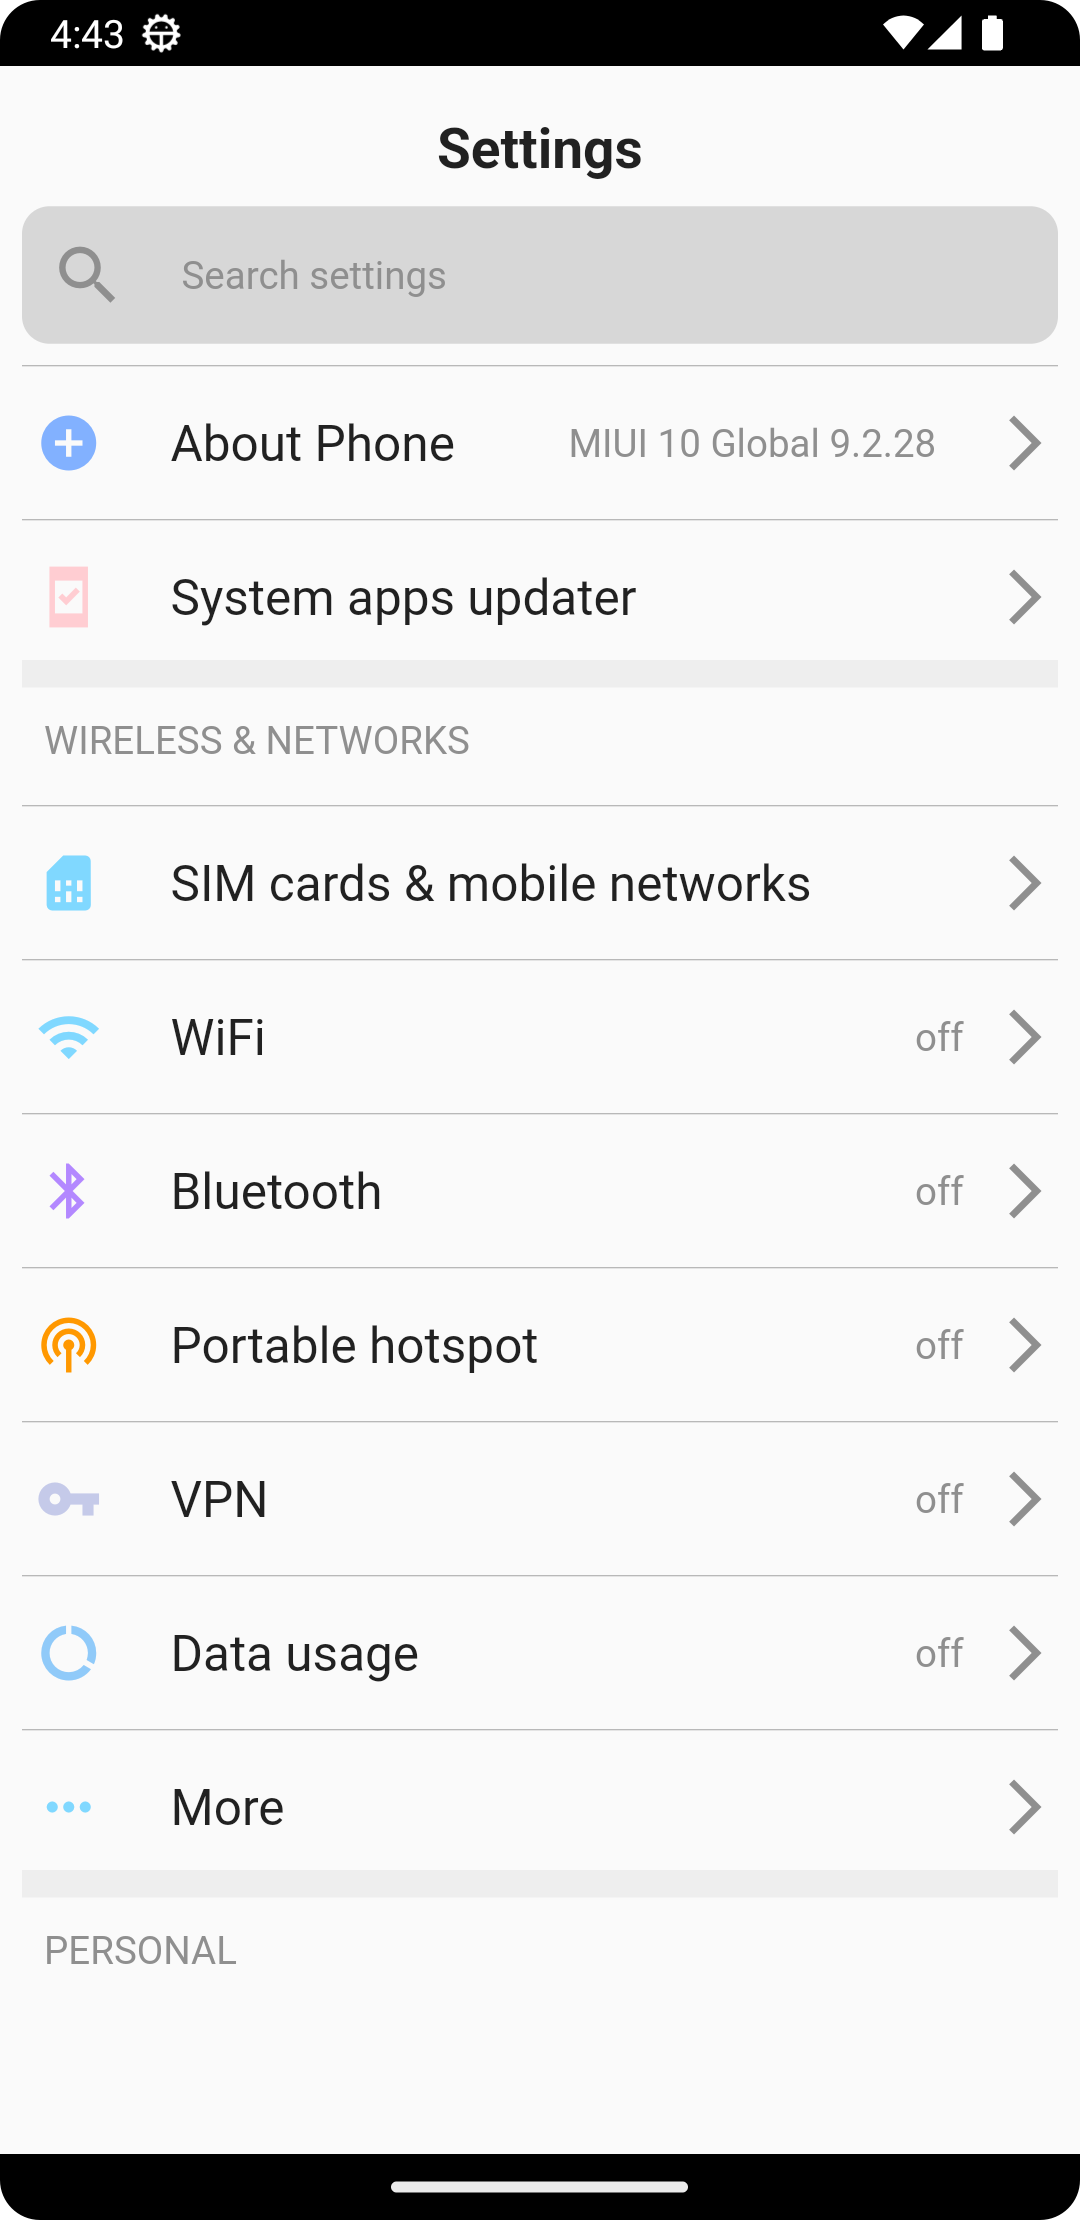 4:43
Settings
Search settings
About Phone MIUI 10 Global 9.2.28
System apps updater
WIRELESS & NETWORKS
SIM cards & mobile networks
WiFi off
Bluetooth off
Portable hotspot off
VPN off
Data usage off
More
PERSONAL